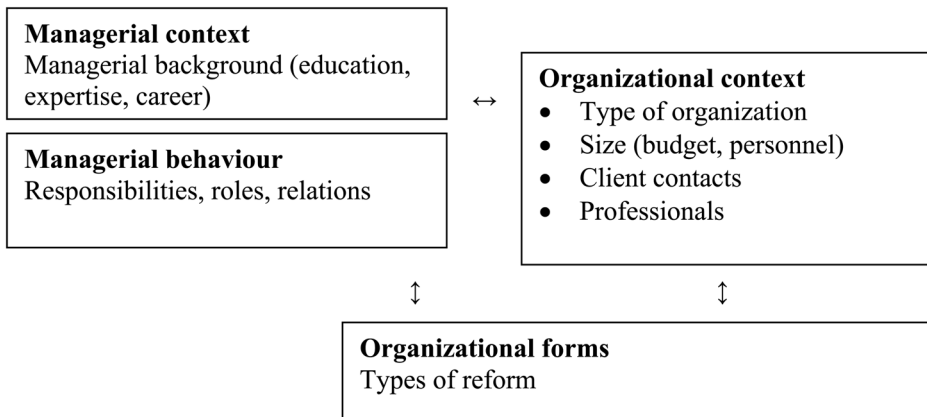 Managerial context
Managerial background (education,
expertise, career)
↔
Managerial behaviour
Responsibilities, roles, relations
Organizational context
• Type of organization
• Size (budget, personnel)
• Client contacts
• Professionals
↕ ↕
Organizational forms
Types of reform